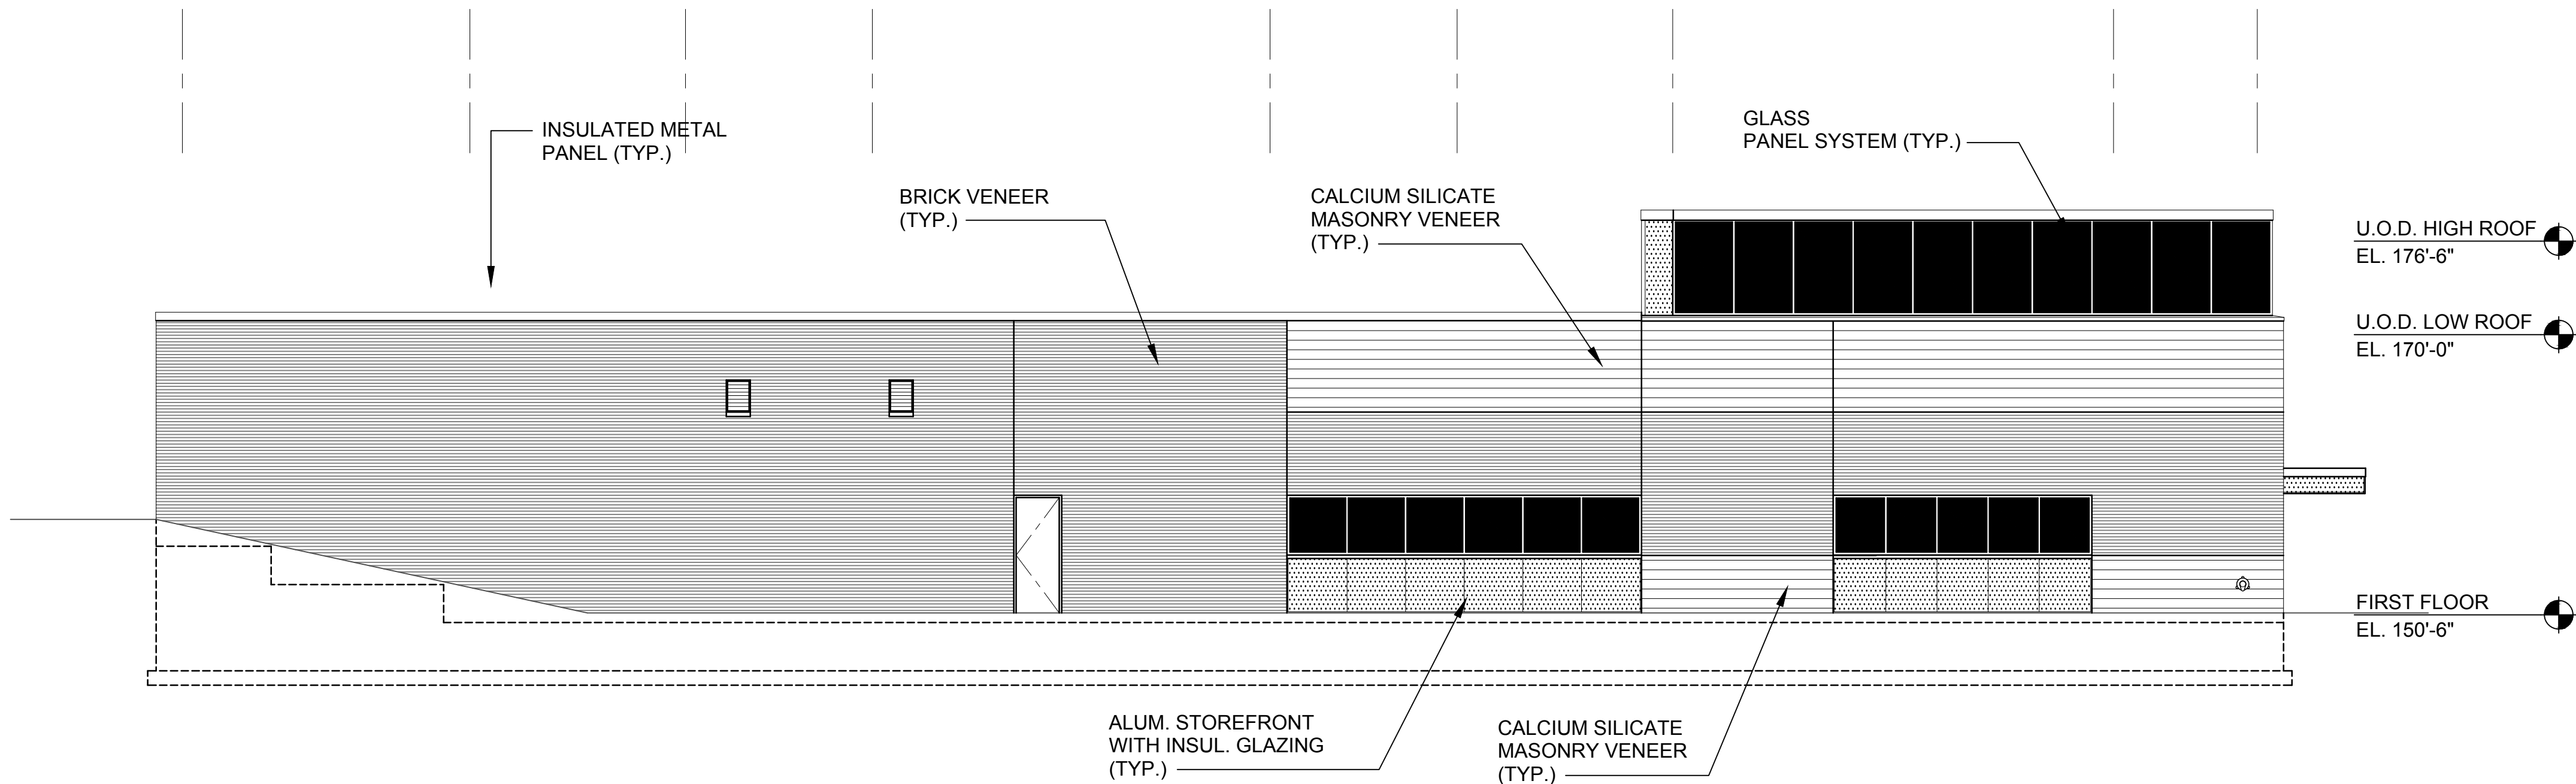 INSULATED METAL
PANEL (TYP.)
BRICK VENEER
(TYP.)
CALCIUM SILICATE
MASONRY VENEER
(TYP.)
GLASS
PANEL SYSTEM (TYP.)
U.O.D. HIGH ROOF
EL. 176'-6"
U.O.D. LOW ROOF
EL. 170'-0"
FIRST FLOOR
EL. 150'-6"
ALUM. STOREFRONT
WITH INSUL. GLAZING
(TYP.)
CALCIUM SILICATE
MASONRY VENEER
(TYP.)